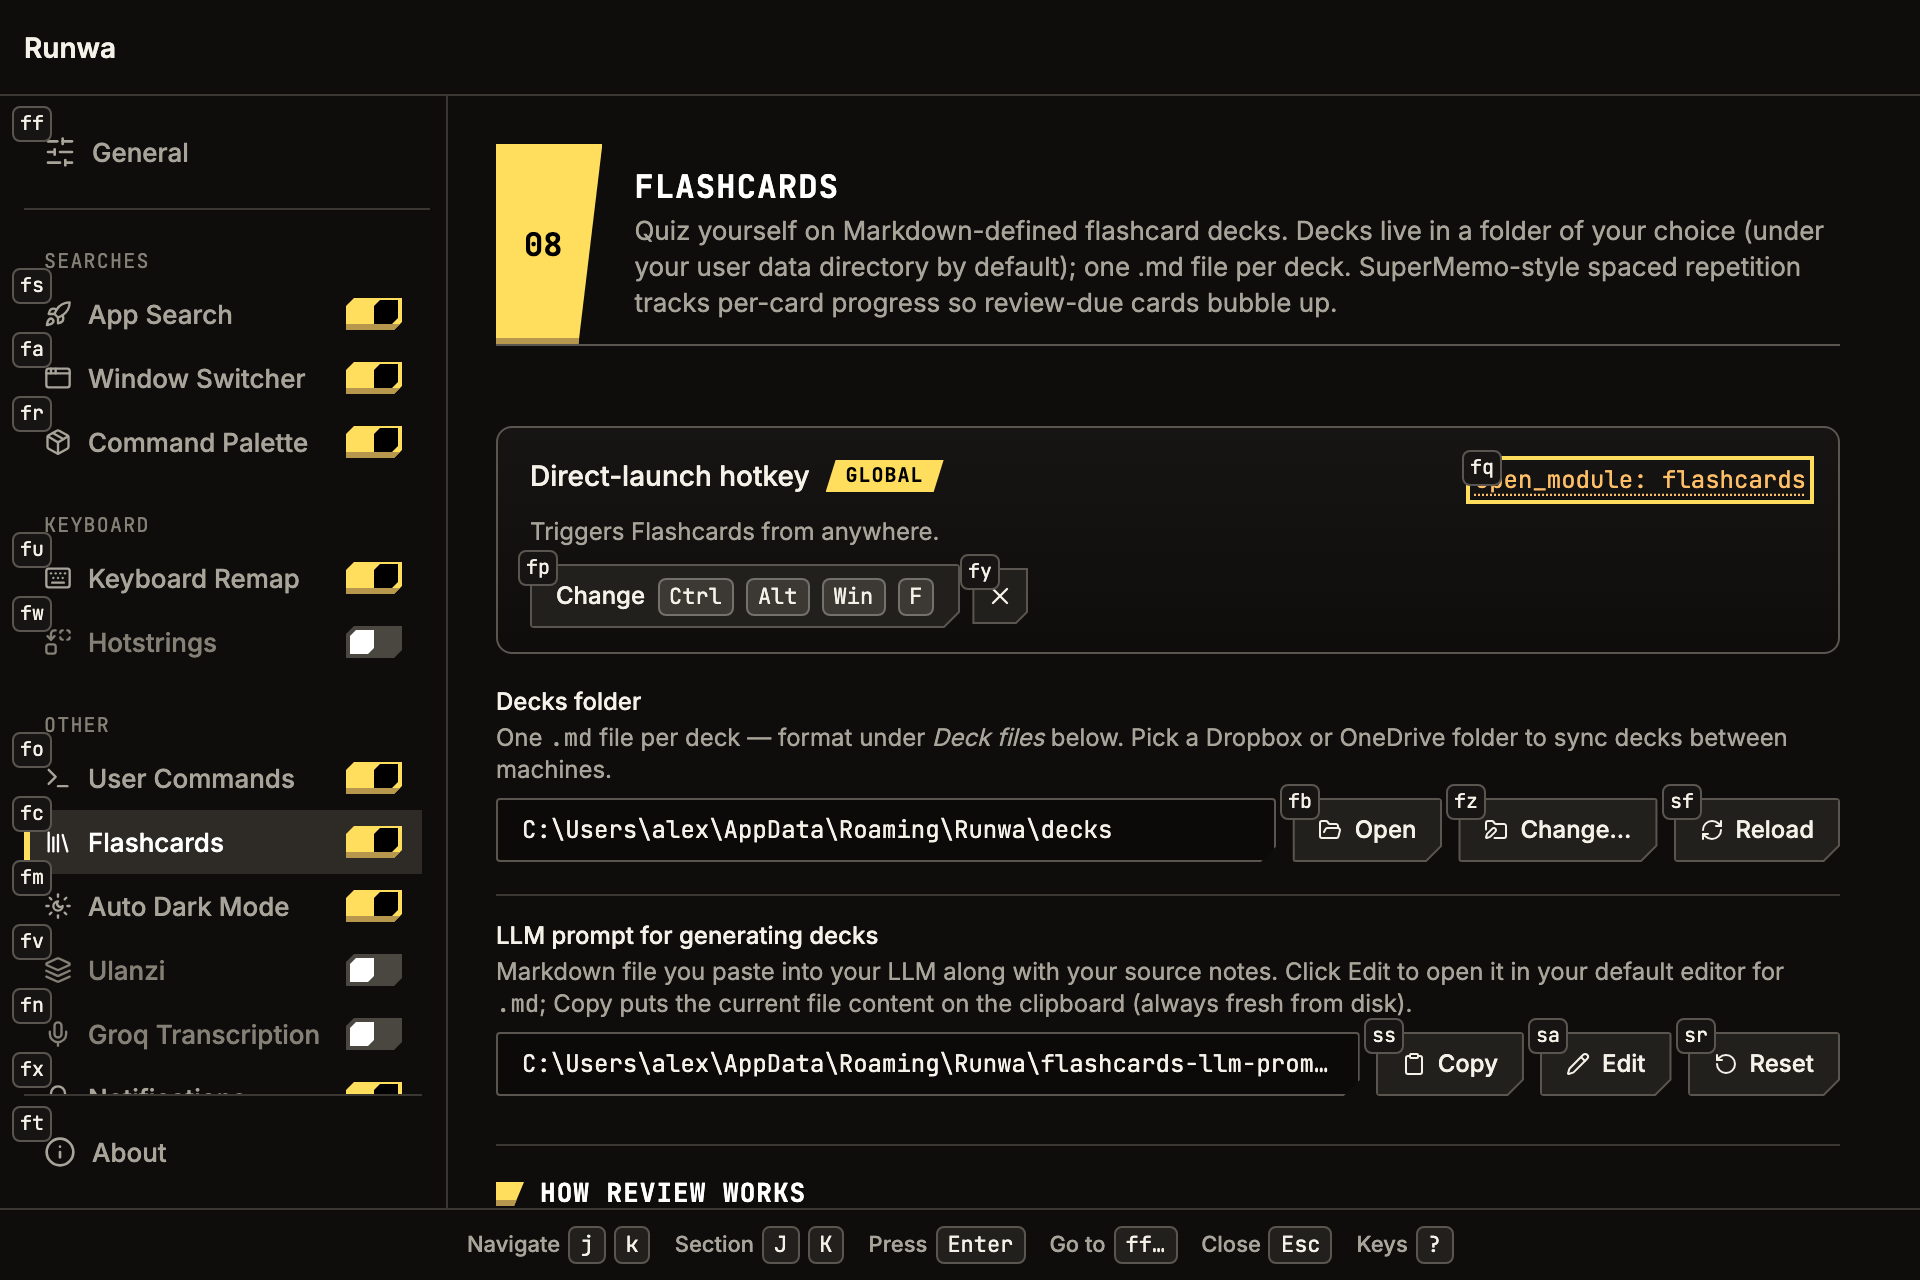 Runwa
ff
General
SEARCHES
fs
App Search
fa
Window Switcher
fr
Command Palette
KEYBOARD
fu
Keyboard Remap
fw
Hotstrings
OTHER
fo
User Commands
fc
Flashcards
fm
Auto Dark Mode
fv
Ulanzi
fn
Groq Transcription
fx
Notifications
ft
About
08
FLASHCARDS
Quiz yourself on Markdown-defined flashcard decks. Decks live in a folder of your choice (under
your user data directory by default); one .md file per deck. SuperMemo-style spaced repetition
tracks per-card progress so review-due cards bubble up.
Direct-launch hotkey GLOBAL
fq
open_module: flashcards
Triggers Flashcards from anywhere.
fp
Change Ctrl Alt Win F
fy
Decks folder
One .md file per deck — format under Deck files below. Pick a Dropbox or OneDrive folder to sync decks between
machines.
C:\Users\alex\AppData\Roaming\Runwa\decks
fb
Open
fz
Change...
sf
Reload
LLM prompt for generating decks
Markdown file you paste into your LLM along with your source notes. Click Edit to open it in your default editor for
.md; Copy puts the current file content on the clipboard (always fresh from disk).
C:\Users\alex\AppData\Roaming\Runwa\flashcards-llm-prom…
ss
Copy
sa
Edit
sr
Reset
HOW REVIEW WORKS
Navigate j k Section J K Press Enter Go to ff… Close Esc Keys ?